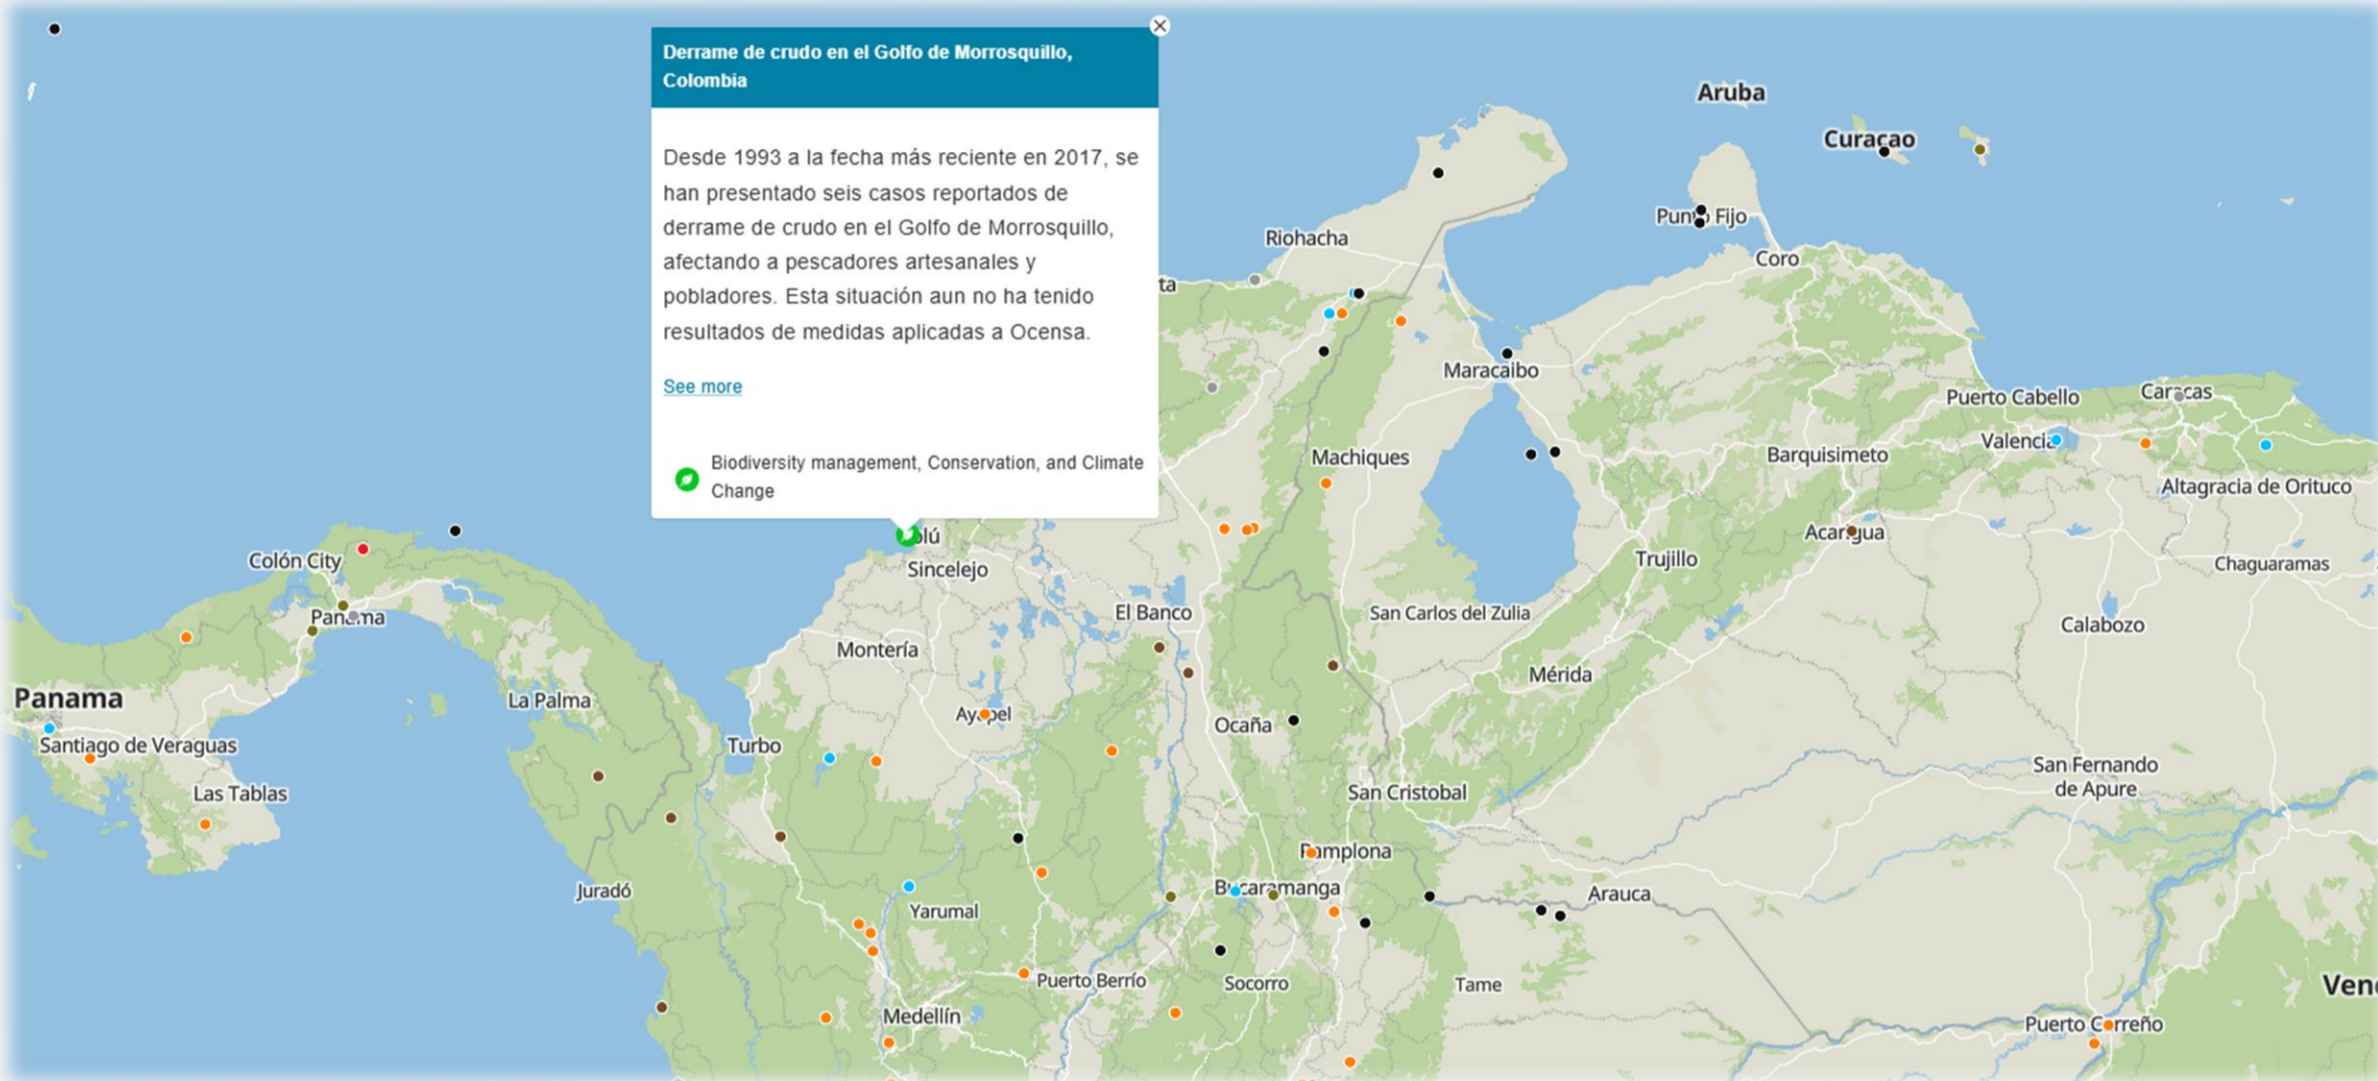 Derrame de crudo en el Golfo de Morrosquillo,
Colombia
Desde 1993 a la fecha más reciente en 2017, se
han presentado seis casos reportados de
derrame de crudo en el Golfo de Morrosquillo,
afectando a pescadores artesanales y
pobladores. Esta situación aun no ha tenido
resultados de medidas aplicadas a Ocensa.
See more
Biodiversity management, Conservation, and Climate
Change
Aruba
Curaçao
Punto Fijo
Riohacha
Coro
ta
Maracaibo
Puerto Cabello
Caracas
Valencia
Machiques
Barquisimeto
Altagracia de Orituco
olú
Acarigua
Colón City
Trujillo
Chaguaramas
Sincelejo
El Banco
San Carlos del Zulia
Panama
Calabozo
Montería
Mérida
Panama
La Palma
Ayapel
Ocaña
Santiago de Veraguas
Turbo
San Fernando
de Apure
Las Tablas
San Cristobal
Pamplona
Juradó
Bucaramanga
Arauca
Yarumal
Puerto Berrío
Socorro
Tame
Ven
Medellín
Puerto Carreño